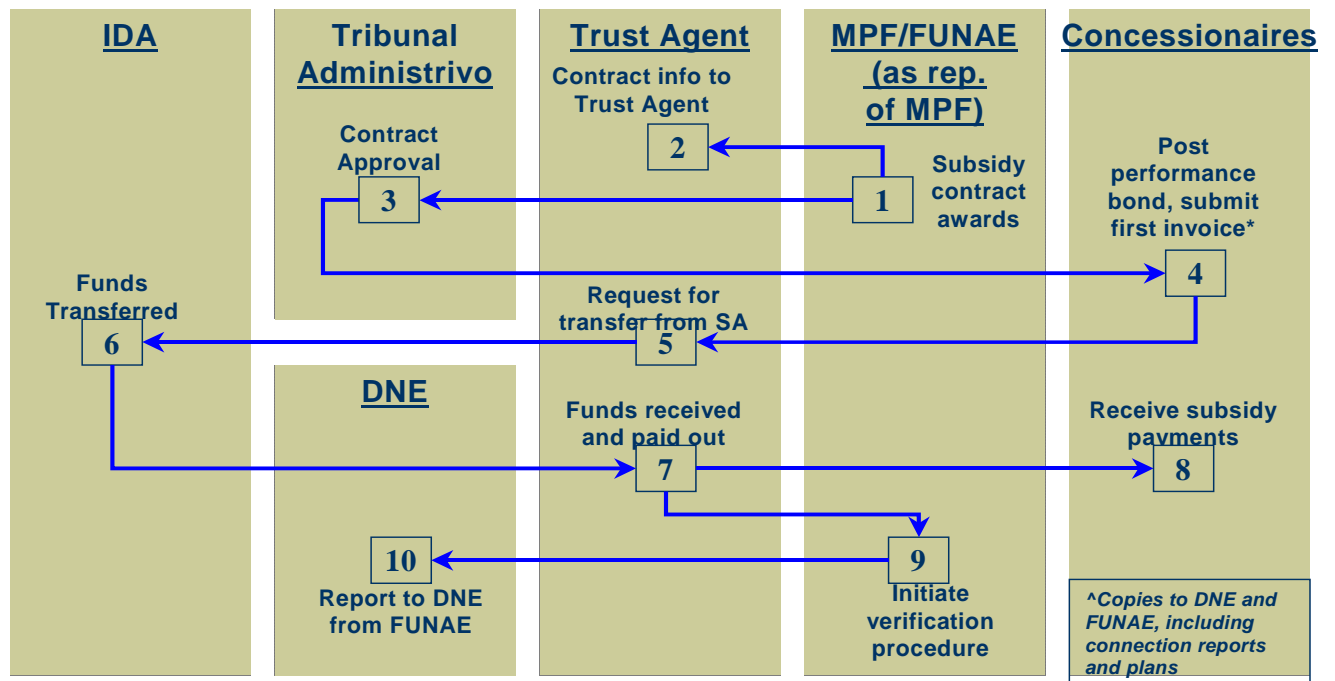 IDA
Tribunal
Administrivo
Trust Agent
MPF/FUNAE
(as rep.
of MPF)
Concessionaires
Contract info to
Trust Agent
2
Contract
Approval
3
1
Subsidy
contract
awards
Post
performance
bond, submit
first invoice*
4
Funds
Transferred
6
Request for
transfer from SA
5
DNE
Funds received
and paid out
7
Receive subsidy
payments
8
10
Report to DNE
from FUNAE
9
Initiate
verification
procedure
^Copies to DNE and
FUNAE, including
connection reports
and plans